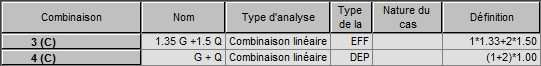 Combinaison Nom Type d'analyse Type de la Nature du cas Définition
3 (C) 1.35 G +1.5 Q Combinaison linéaire EFF 1*1.33+2*1.50
4 (C) G + Q Combinaison linéaire DEP (1+2)*1.00